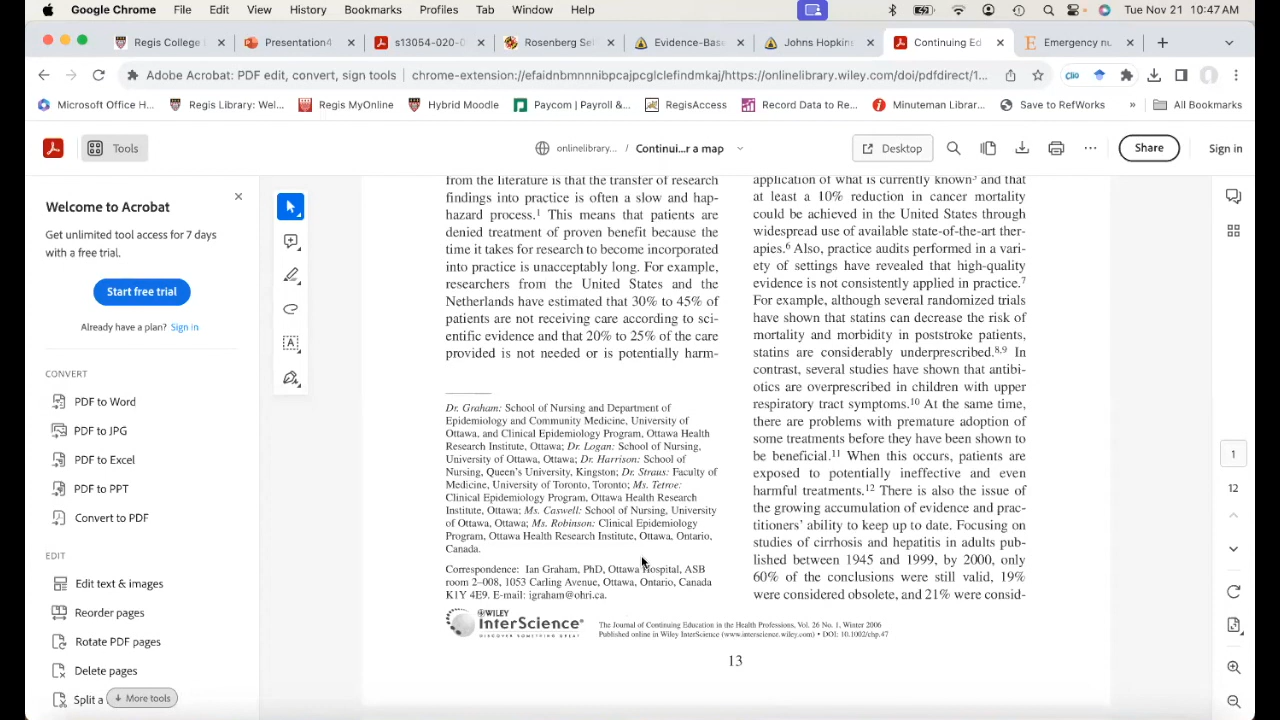 Google Chrome File Edit View History Bookmarks Profiles Tab Window Help Tue Nov 21 10:47 AM
Regis College Presentation4 s13054-020-0 Rosenberg Sel Evidence-Bas Johns Hopkin Continuing Ed Emergency nu
Adobe Acrobat: PDF edit, convert, sign tools chrome-extension://efaidnbmnnnibpcajpcglclefindmkaj/https://onlinelibrary.wiley.com/doi/pdfdirect/1...
Microsoft Office H... Regis Library: Wel... Regis MyOnline Hybrid Moodle Paycom | Payroll &... RegisAccess Record Data to Re... Minuteman Librar... Save to RefWorks » All Bookmarks
Tools onlinelibrary... / Continui...r a map Desktop Share Sign in
Welcome to Acrobat
Get unlimited tool access for 7 days
with a free trial.
Start free trial
Already have a plan? Sign in
CONVERT
PDF to Word
PDF to JPG
PDF to Excel
PDF to PPT
Convert to PDF
EDIT
Edit text & images
Reorder pages
Rotate PDF pages
Delete pages
Split a
More tools
from the literature is that the transfer of research
findings into practice is often a slow and hap-
hazard process.1 This means that patients are
denied treatment of proven benefit because the
time it takes for research to become incorporated
into practice is unacceptably long. For example,
researchers from the United States and the
Netherlands have estimated that 30% to 45% of
patients are not receiving care according to sci-
entific evidence and that 20% to 25% of the care
provided is not needed or is potentially harm-
Dr. Graham: School of Nursing and Department of
Epidemiology and Community Medicine, University of
Ottawa, and Clinical Epidemiology Program, Ottawa Health
Research Institute, Ottawa; Dr. Logan: School of Nursing,
University of Ottawa, Ottawa; Dr. Harrison: School of
Nursing, Queen's University, Kingston; Dr. Straus: Faculty of
Medicine, University of Toronto, Toronto; Ms. Tetroe:
Clinical Epidemiology Program, Ottawa Health Research
Institute, Ottawa; Ms. Caswell: School of Nursing, University
of Ottawa, Ottawa; Ms. Robinson: Clinical Epidemiology
Program, Ottawa Health Research Institute, Ottawa, Ontario,
Canada.
Correspondence: Ian Graham, PhD, Ottawa Hospital, ASB
room 2–008, 1053 Carling Avenue, Ottawa, Ontario, Canada
K1Y 4E9. E-mail: igraham@ohri.ca.
application of what is currently known5 and that
at least a 10% reduction in cancer mortality
could be achieved in the United States through
widespread use of available state-of-the-art ther-
apies.6 Also, practice audits performed in a vari-
ety of settings have revealed that high-quality
evidence is not consistently applied in practice.7
For example, although several randomized trials
have shown that statins can decrease the risk of
mortality and morbidity in poststroke patients,
statins are considerably underprescribed.8,9 In
contrast, several studies have shown that antibi-
otics are overprescribed in children with upper
respiratory tract symptoms.10 At the same time,
there are problems with premature adoption of
some treatments before they have been shown to
be beneficial.11 When this occurs, patients are
exposed to potentially ineffective and even
harmful treatments.12 There is also the issue of
the growing accumulation of evidence and prac-
titioners' ability to keep up to date. Focusing on
studies of cirrhosis and hepatitis in adults pub-
lished between 1945 and 1999, by 2000, only
60% of the conclusions were still valid, 19%
were considered obsolete, and 21% were consid-
WILEY
InterScience®
DISCOVER SOMETHING GREAT
The Journal of Continuing Education in the Health Professions, Vol. 26 No. 1, Winter 2006
Published online in Wiley InterScience (www.interscience.wiley.com) • DOI: 10.1002/chp.47
13
1
12